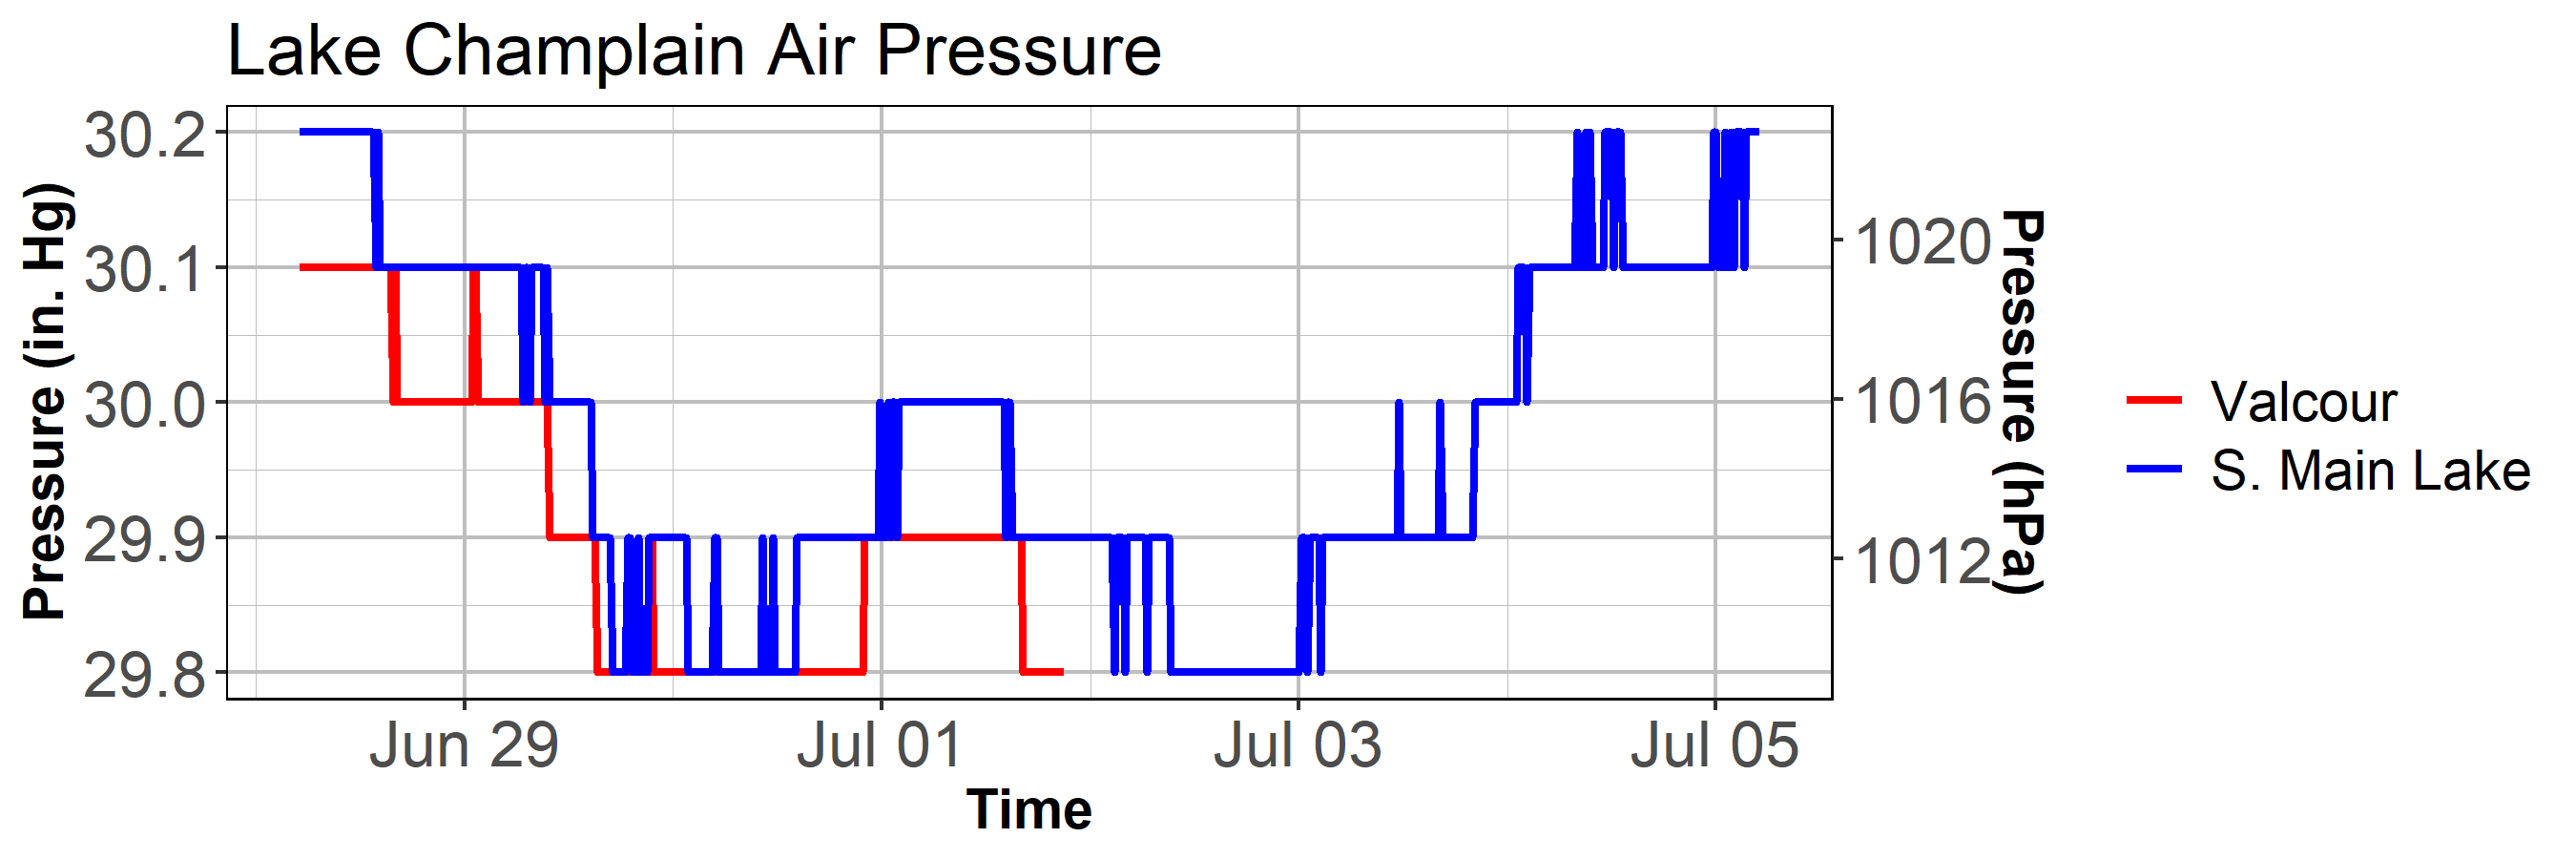 Lake Champlain Air Pressure
Pressure (in. Hg)
30.2
30.1
30.0
29.9
29.8
Jun 29
Jul 01
Jul 03
Jul 05
Time
1020
1016
1012
Pressure (hPa)
Valcour
S. Main Lake